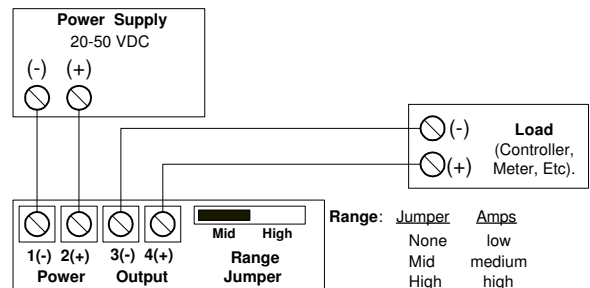 Power Supply
20-50 VDC
(-) (+)
(-) Load
(Controller,
(+) Meter, Etc).
Mid High
1(-) 2(+) 3(-) 4(+) Range
Power Output Jumper
Range: Jumper Amps
None low
Mid medium
High high